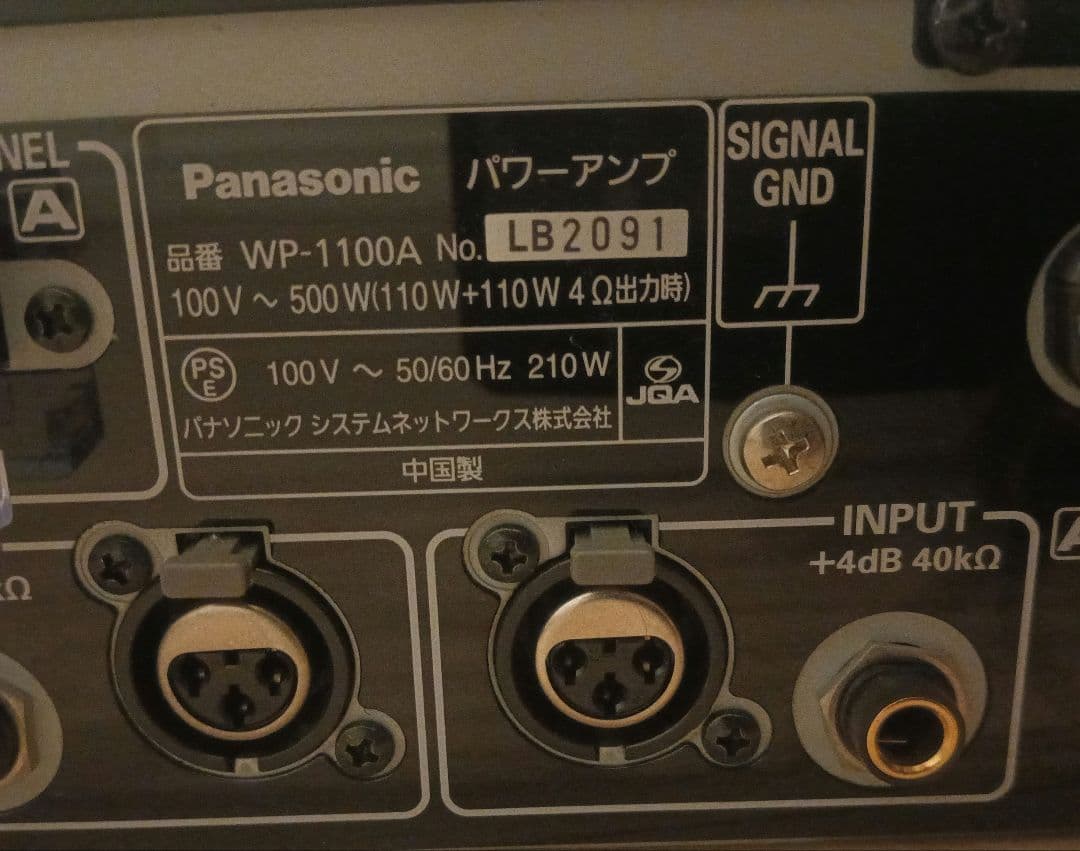 NEL
A
Panasonic パワーアンプ
品番 WP-1100A No. LB2091
100V ～ 500W(110W+110W 4Ω出力時)
PS
E
100V ～ 50/60Hz 210W
JQA
パナソニック システムネットワークス株式会社
中国製
SIGNAL
GND
INPUT
+4dB 40kΩ
kΩ
A